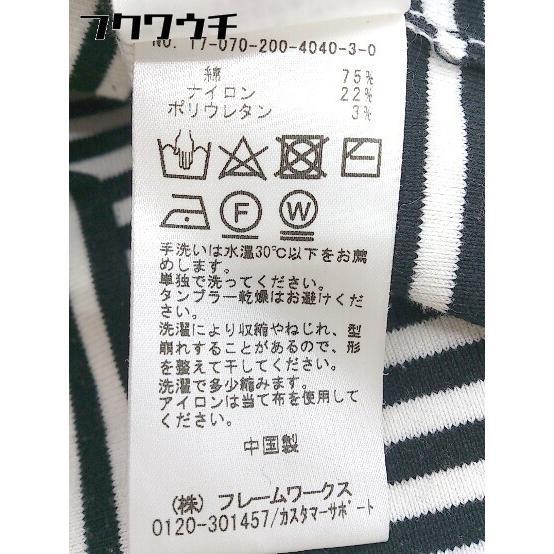 フクワウチ
NO. 17-070-200-4040-3-0
綿 75%
ナイロン 22%
ポリウレタン 3%
F W
手洗いは水温30℃以下をお薦
めします。
単独で洗ってください。
タンブラー乾燥はお避けくだ
さい。
洗濯により収縮やねじれ、型
崩れすることがあるので、形
を整えて干してください。
洗濯で多少縮みます。
アイロンは当て布を使用して
ください。
中国製
(株) フレームワークス
0120-301457/カスタマーサポート